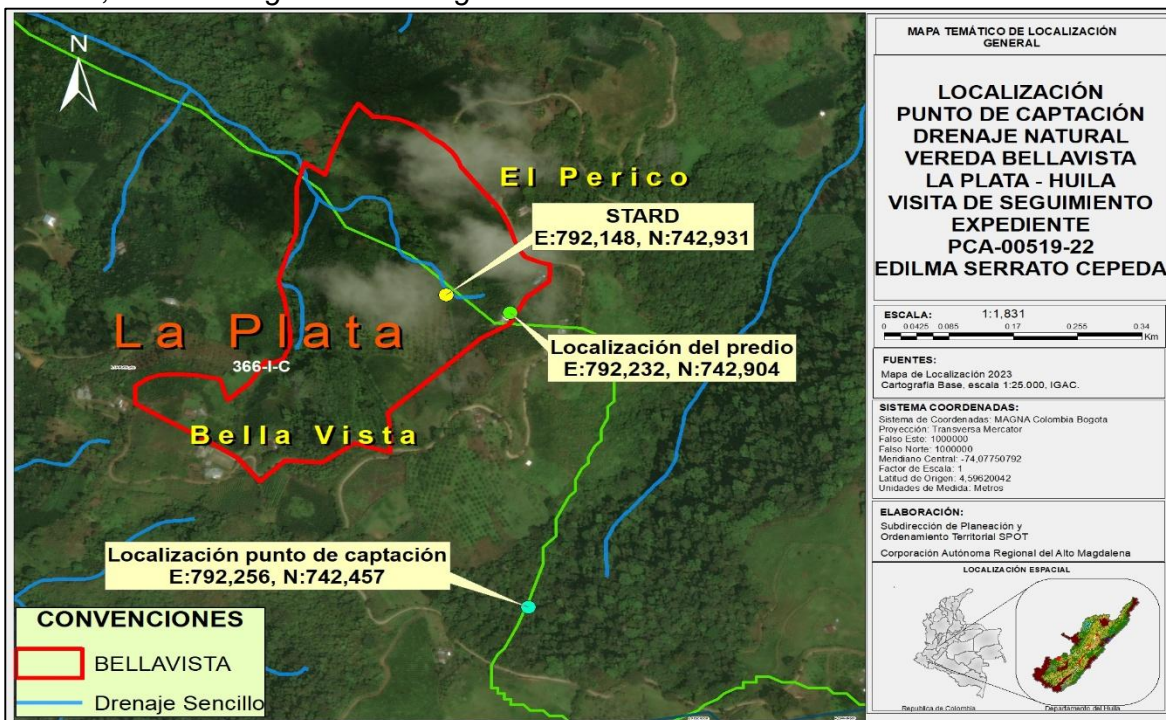 N
El Perico
STARD
E:792,148, N:742,931
La Plata
366-I-C
Localización del predio
E:792,232, N:742,904
Bella Vista
Localización punto de captación
E:792,256, N:742,457
CONVENCIONES
BELLAVISTA
Drenaje Sencillo
MAPA TEMÁTICO DE LOCALIZACIÓN
GENERAL
LOCALIZACIÓN
PUNTO DE CAPTACIÓN
DRENAJE NATURAL
VEREDA BELLAVISTA
LA PLATA - HUILA
VISITA DE SEGUIMIENTO
EXPEDIENTE
PCA-00519-22
EDILMA SERRATO CEPEDA
ESCALA: 1:1,831
0 0.0425 0.085 0.17 0.255 0.34
Km
FUENTES:
Mapa de Localización 2023
Cartografía Base, escala 1:25.000, IGAC.
SISTEMA COORDENADAS:
Sistema de Coordenadas: MAGNA Colombia Bogota
Proyección: Transversa Mercator
Falso Este: 1000000
Falso Norte: 1000000
Meridiano Central: -74,07750792
Factor de Escala: 1
Latitud de Origen: 4,59620042
Unidades de Medida: Metros
ELABORACIÓN:
Subdirección de Planeación y
Ordenamiento Territorial SPOT
Corporación Autónoma Regional del Alto Magdalena
LOCALIZACIÓN ESPACIAL
Republica de Colombia
Departamento del Huila